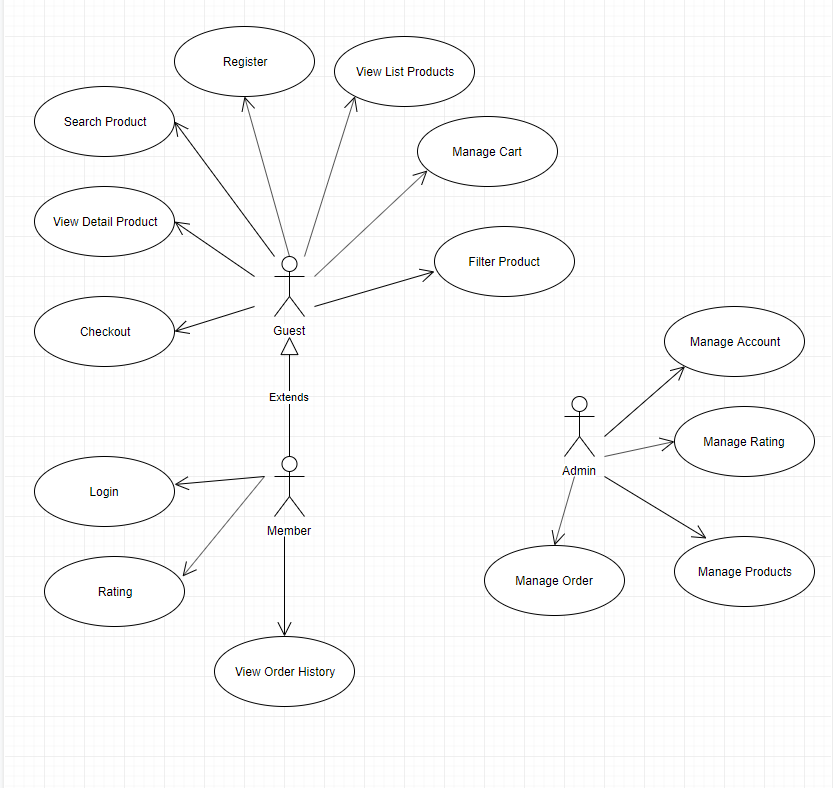 Register
View List Products
Search Product
Manage Cart
View Detail Product
Filter Product
Checkout
Guest
Manage Account
Extends
Manage Rating
Admin
Login
Member
Manage Products
Manage Order
Rating
View Order History